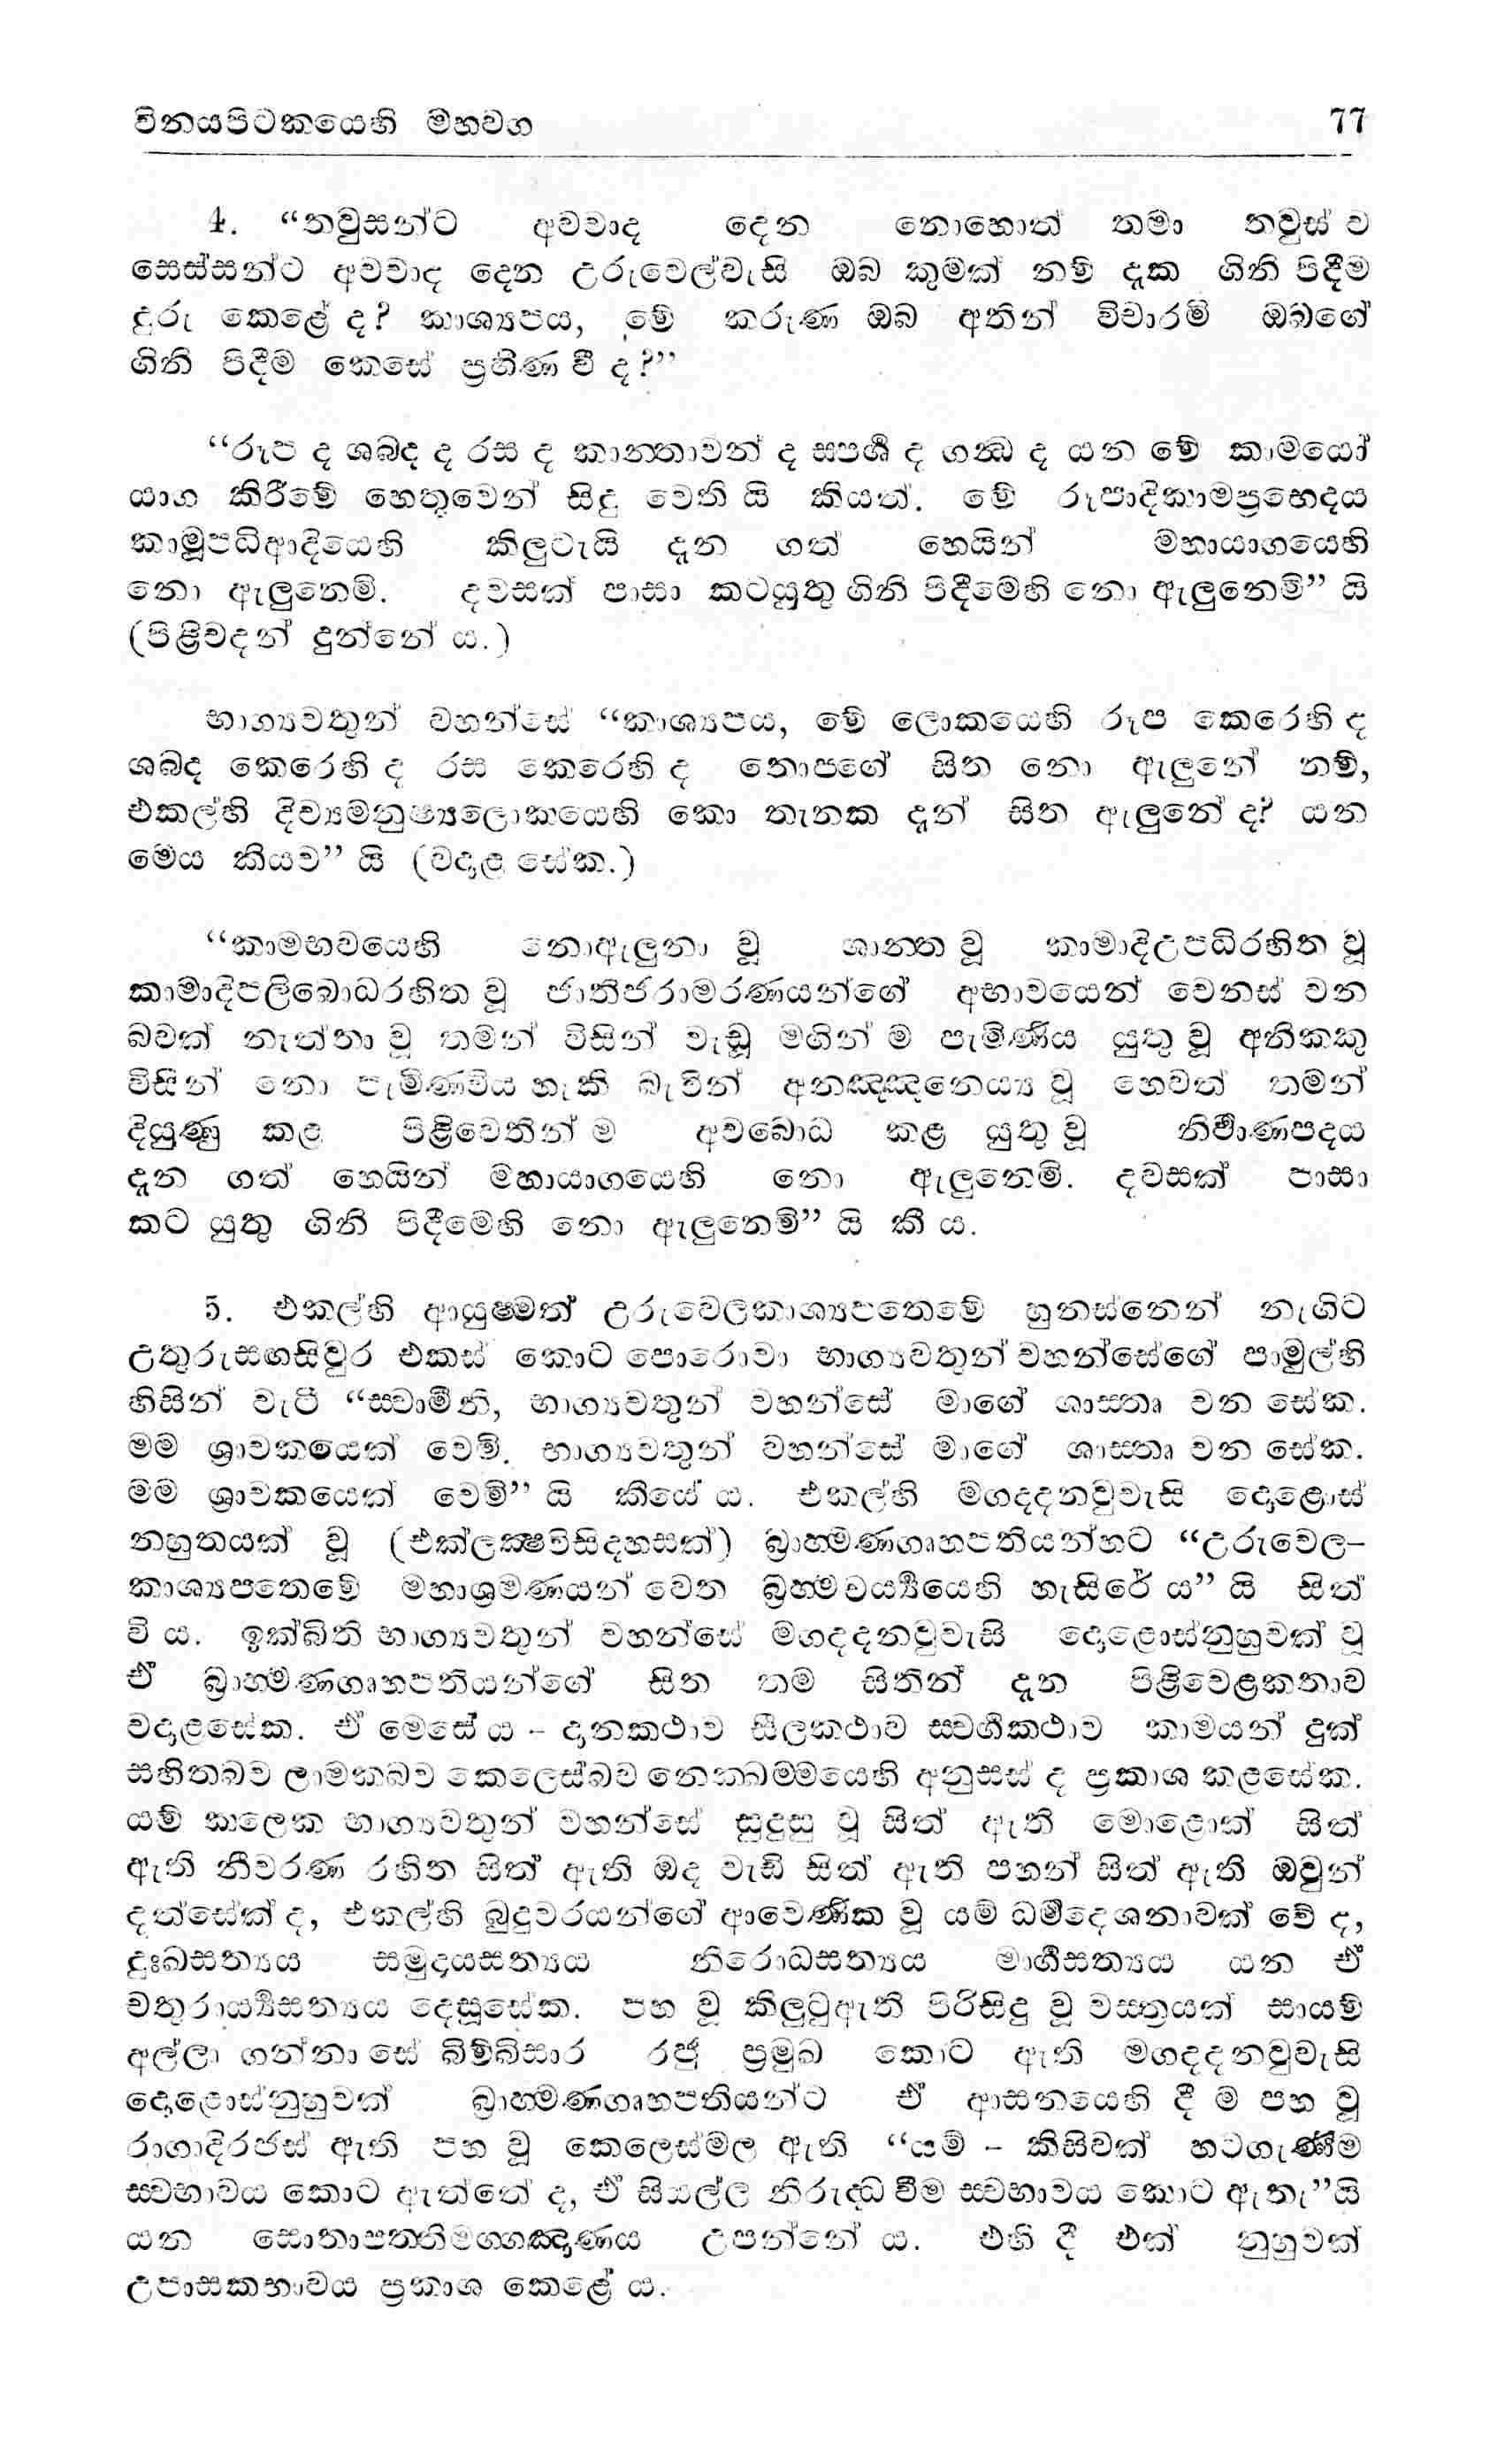 විනයපිටකයෙහි මහවග 77
4. “තවුසන්ට අවවාද දෙන නොහොත් තමා තවුස් ව
සෙස්සන්ට අවවාද දෙන උරුවෙල්වැසි ඔබ කුමක් නම් දැක ගිනි පිදීම
දුරු කෙළේ ද? කාශ්‍යපය, මේ කරුණ ඔබ අතින් විචාරමි ඔබගේ
ගිනි පිදීම කෙසේ ප්‍රහීණ වී ද?”
“රූප ද ශබ්ද ද රස ද කාන්තාවන් ද ස්පර්‍ශ ද ගන්‍ධ ද යන මේ කාමයෝ
යාග කිරීමේ හෙතුවෙන් සිදු වෙති යි කියත්. මේ රූපාදිකාමප්‍රභෙදය
කාමූපධිආදියෙහි කිලුටැයි දැන ගත් හෙයින් මහායාගයෙහි
නො ඇලුනෙමි. දවසක් පාසා කටයුතු ගිනි පිදීමෙහි නො ඇලුනෙමි” යි
(පිළිවදන් දුන්නේ ය.)
භාග්‍යවතුන් වහන්සේ “කාශ්‍යපය, මේ ලොකයෙහි රූප කෙරෙහි ද
ශබ්ද කෙරෙහි ද රස කෙරෙහි ද තොපගේ සිත නො ඇලුනේ නම්,
එකල්හි දිව්‍යමනුෂ්‍යලොකයෙහි කො තැනක දැන් සිත ඇලුනේ ද? යන
මෙය කියව” යි (වදාළ සේක.)
“කාමභවයෙහි නොඇලුනා වූ ශාන්ත වූ කාමාදිඋපධිරහිත වූ
කාමාදිපලිබොධරහිත වූ ජාතිජරාමරණයන්ගේ අභාවයෙන් වෙනස් වන
බවක් නැත්තා වූ තමන් විසින් වැඩූ මගින් ම පැමිණිය යුතු වූ අනිකකු
විසින් නො පැමිණවිය හැකි බැවින් අනඤ්ඤනෙය්‍ය වූ හෙවත් තමන්
දියුණු කළ පිළිවෙතින් ම අවබොධ කළ යුතු වූ නිර්‍වාණපදය
දැන ගත් හෙයින් මහායාගයෙහි නො ඇලුනෙමි. දවසක් පාසා
කට යුතු ගිනි පිදීමෙහි නො ඇලුනෙමි” යි කී ය.
5. එකල්හි ආයුෂ්මත් උරුවෙලකාශ්‍යපතෙමේ හුනස්නෙන් නැගිට
උතුරුසඟසිවුර එකස් කොට පොරොවා භාග්‍යවතුන් වහන්සේගේ පාමුල්හි
හිසින් වැටී “ස්වාමීනි, භාග්‍යවතුන් වහන්සේ මාගේ ශාස්තෘ වන සේක.
මම ශ්‍රාවකයෙක් වෙමි. භාග්‍යවතුන් වහන්සේ මාගේ ශාස්තෘ වන සේක.
මම ශ්‍රාවකයෙක් වෙමි” යි කියේ ය. එකල්හි මගදදනවුවැසි දොළොස්
නහුතයක් වූ (එක්ලක්‍ෂවිසිදහසක්) බ්‍රාහ්මණගෘහපතියන්හට “උරුවෙල-
කාශ්‍යපතෙමේ මහාශ්‍රමණයන් වෙත බ්‍රහ්මචර්‍ය්‍යයෙහි හැසිරේ ය” යි සිත්
වි ය. ඉක්බිති භාග්‍යවතුන් වහන්සේ මගදදනවුවැසි දොළොස්නුහුවක් වූ
ඒ බ්‍රාහ්මණගෘහපතියන්ගේ සිත තම සිතින් දැන පිළිවෙළකතාව
වදාළසේක. ඒ මෙසේ ය - දානකථාව සීලකථාව ස්වර්‍ගකථාව කාමයන් දුක්
සහිතබව ලාමකබව කෙලෙස්බව නෙක්ඛම්මයෙහි අනුසස් ද ප්‍රකාශ කළසේක.
යම් කලෙක භාග්‍යවතුන් වහන්සේ සුදුසු වූ සිත් ඇති මොළොක් සිත්
ඇති නීවරණ රහිත සිත් ඇති ඔද වැඩි සිත් ඇති පහන් සිත් ඇති ඔවුන්
දත්සේක් ද, එකල්හි බුදුවරයන්ගේ ආවෙණික වූ යම් ධර්‍මදෙශනාවක් වේ ද,
දුඃඛසත්‍යය සමුදයසත්‍යය නිරොධසත්‍යය මාර්‍ගසත්‍යය යන ඒ
චතුරාර්‍ය්‍යසත්‍යය දෙසූසේක. පහ වූ කිලුටුඇති පිරිසිදු වූ වස්ත්‍රයක් සායම්
අල්ලා ගන්නා සේ බිම්බිසාර රජු ප්‍රමුඛ කොට ඇති මගදදනවුවැසි
දොළොස්නුහුවක් බ්‍රාහ්මණගෘහපතියන්ට ඒ ආසනයෙහි දී ම පහ වූ
රාගාදිරජස් ඇති පහ වූ කෙලෙස්මල ඇති “යම් - කිසිවක් හටගැණීම
ස්වභාවය කොට ඇත්තේ ද, ඒ සියල්ල නිරුද්ධ වීම ස්වභාවය කොට ඇතැ”යි
යන සොතාපත්තිමග්ගඤාණය උපන්නේ ය. එහි දී එක් නුහුවක්
උපාසකභාවය ප්‍රකාශ කෙළේ ය.